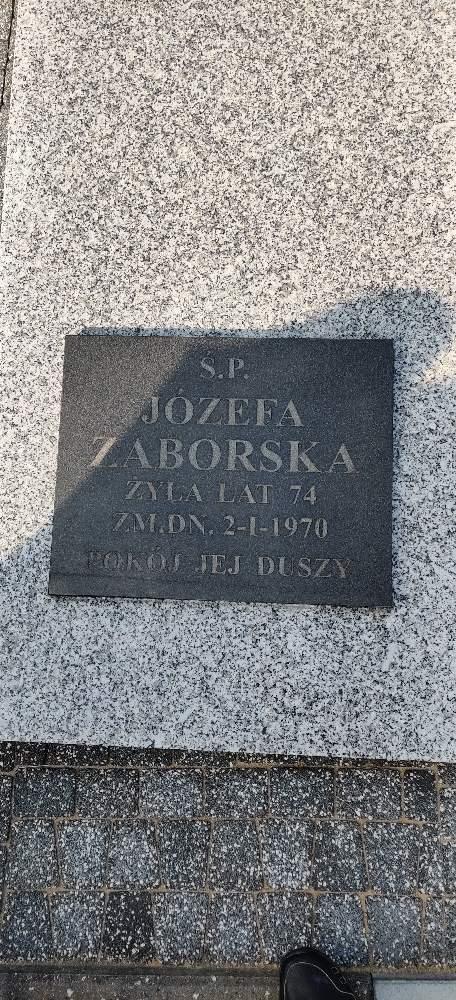 Ś.P.
JÓZEFA
ZABORSKA
ŻYŁA LAT 74
ZM.DN. 2-I-1970
POKÓJ JEJ DUSZY